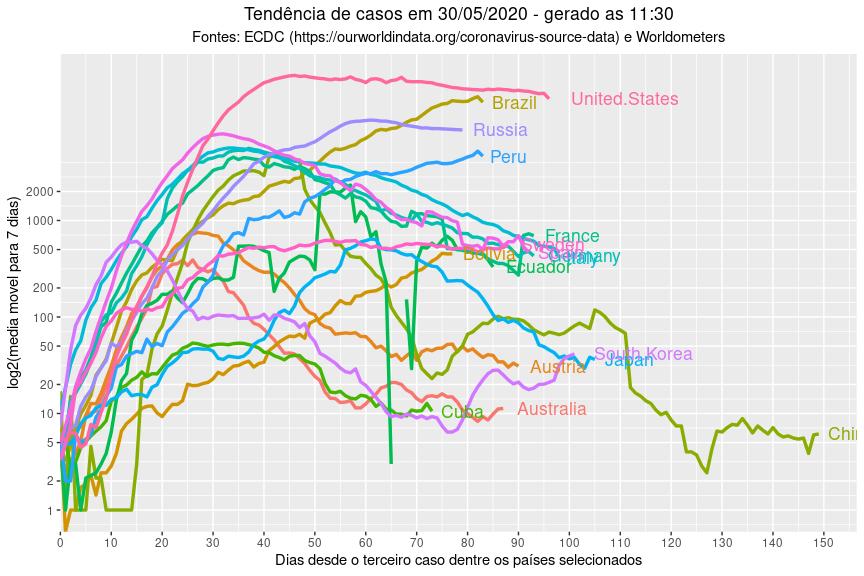 Tendência de casos em 30/05/2020 - gerado as 11:30
Fontes: ECDC (https://ourworldindata.org/coronavirus-source-data) e Worldometers
log2(media movel para 7 dias)
2000
1000
500
200
100
50
20
10
5
2
1
United.States
Brazil
Russia
Peru
France
Sweden
Germany
Bolivia
Ecuador
South Korea
Japan
Austria
Cuba
Australia
0
10
20
30
40
50
60
70
80
90
100
110
120
130
140
150
Dias desde o terceiro caso dentre os países selecionados